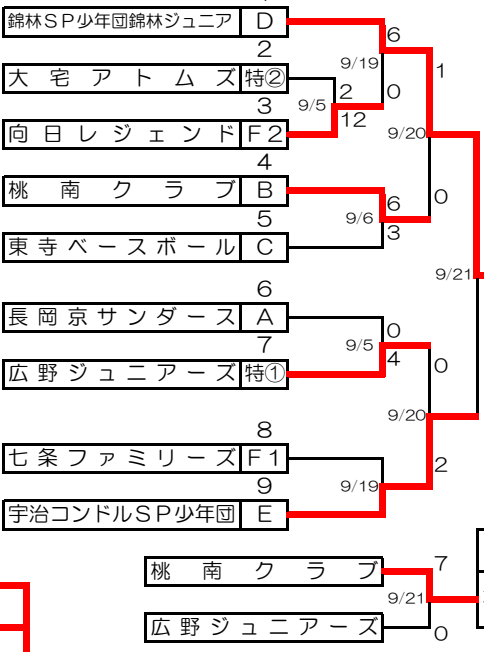 錦林ＳＰ少年団錦林ジュニア D
6
9/19
1
2
大宅アトムズ 特②
2
0
3
9/5
12
向日レジェンド F2
9/20
4
桃南クラブ B
6
0
5
9/6
3
東寺ベースボール C
9/21
6
長岡京サンダース A
0
7
9/5
4
0
広野ジュニアーズ 特①
9/20
8
七条ファミリーズ F1
2
9
9/19
宇治コンドルＳＰ少年団 E
7
桃南クラブ
9/21
広野ジュニアーズ
0